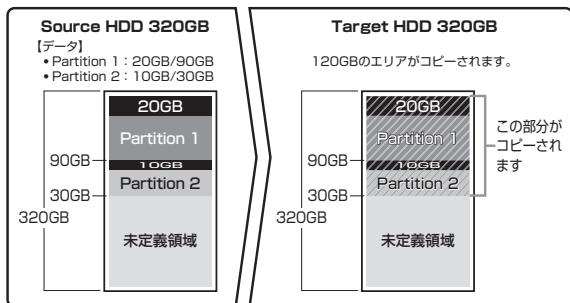 Source HDD 320GB
【データ】
• Partition 1：20GB/90GB
• Partition 2：10GB/30GB
20GB
Partition 1
90GB
10GB
Partition 2
30GB
320GB
未定義領域
Target HDD 320GB
120GBのエリアがコピーされます。
20GB
Partition 1
90GB
10GB
Partition 2
30GB
320GB
未定義領域
この部分が
コピーされ
ます